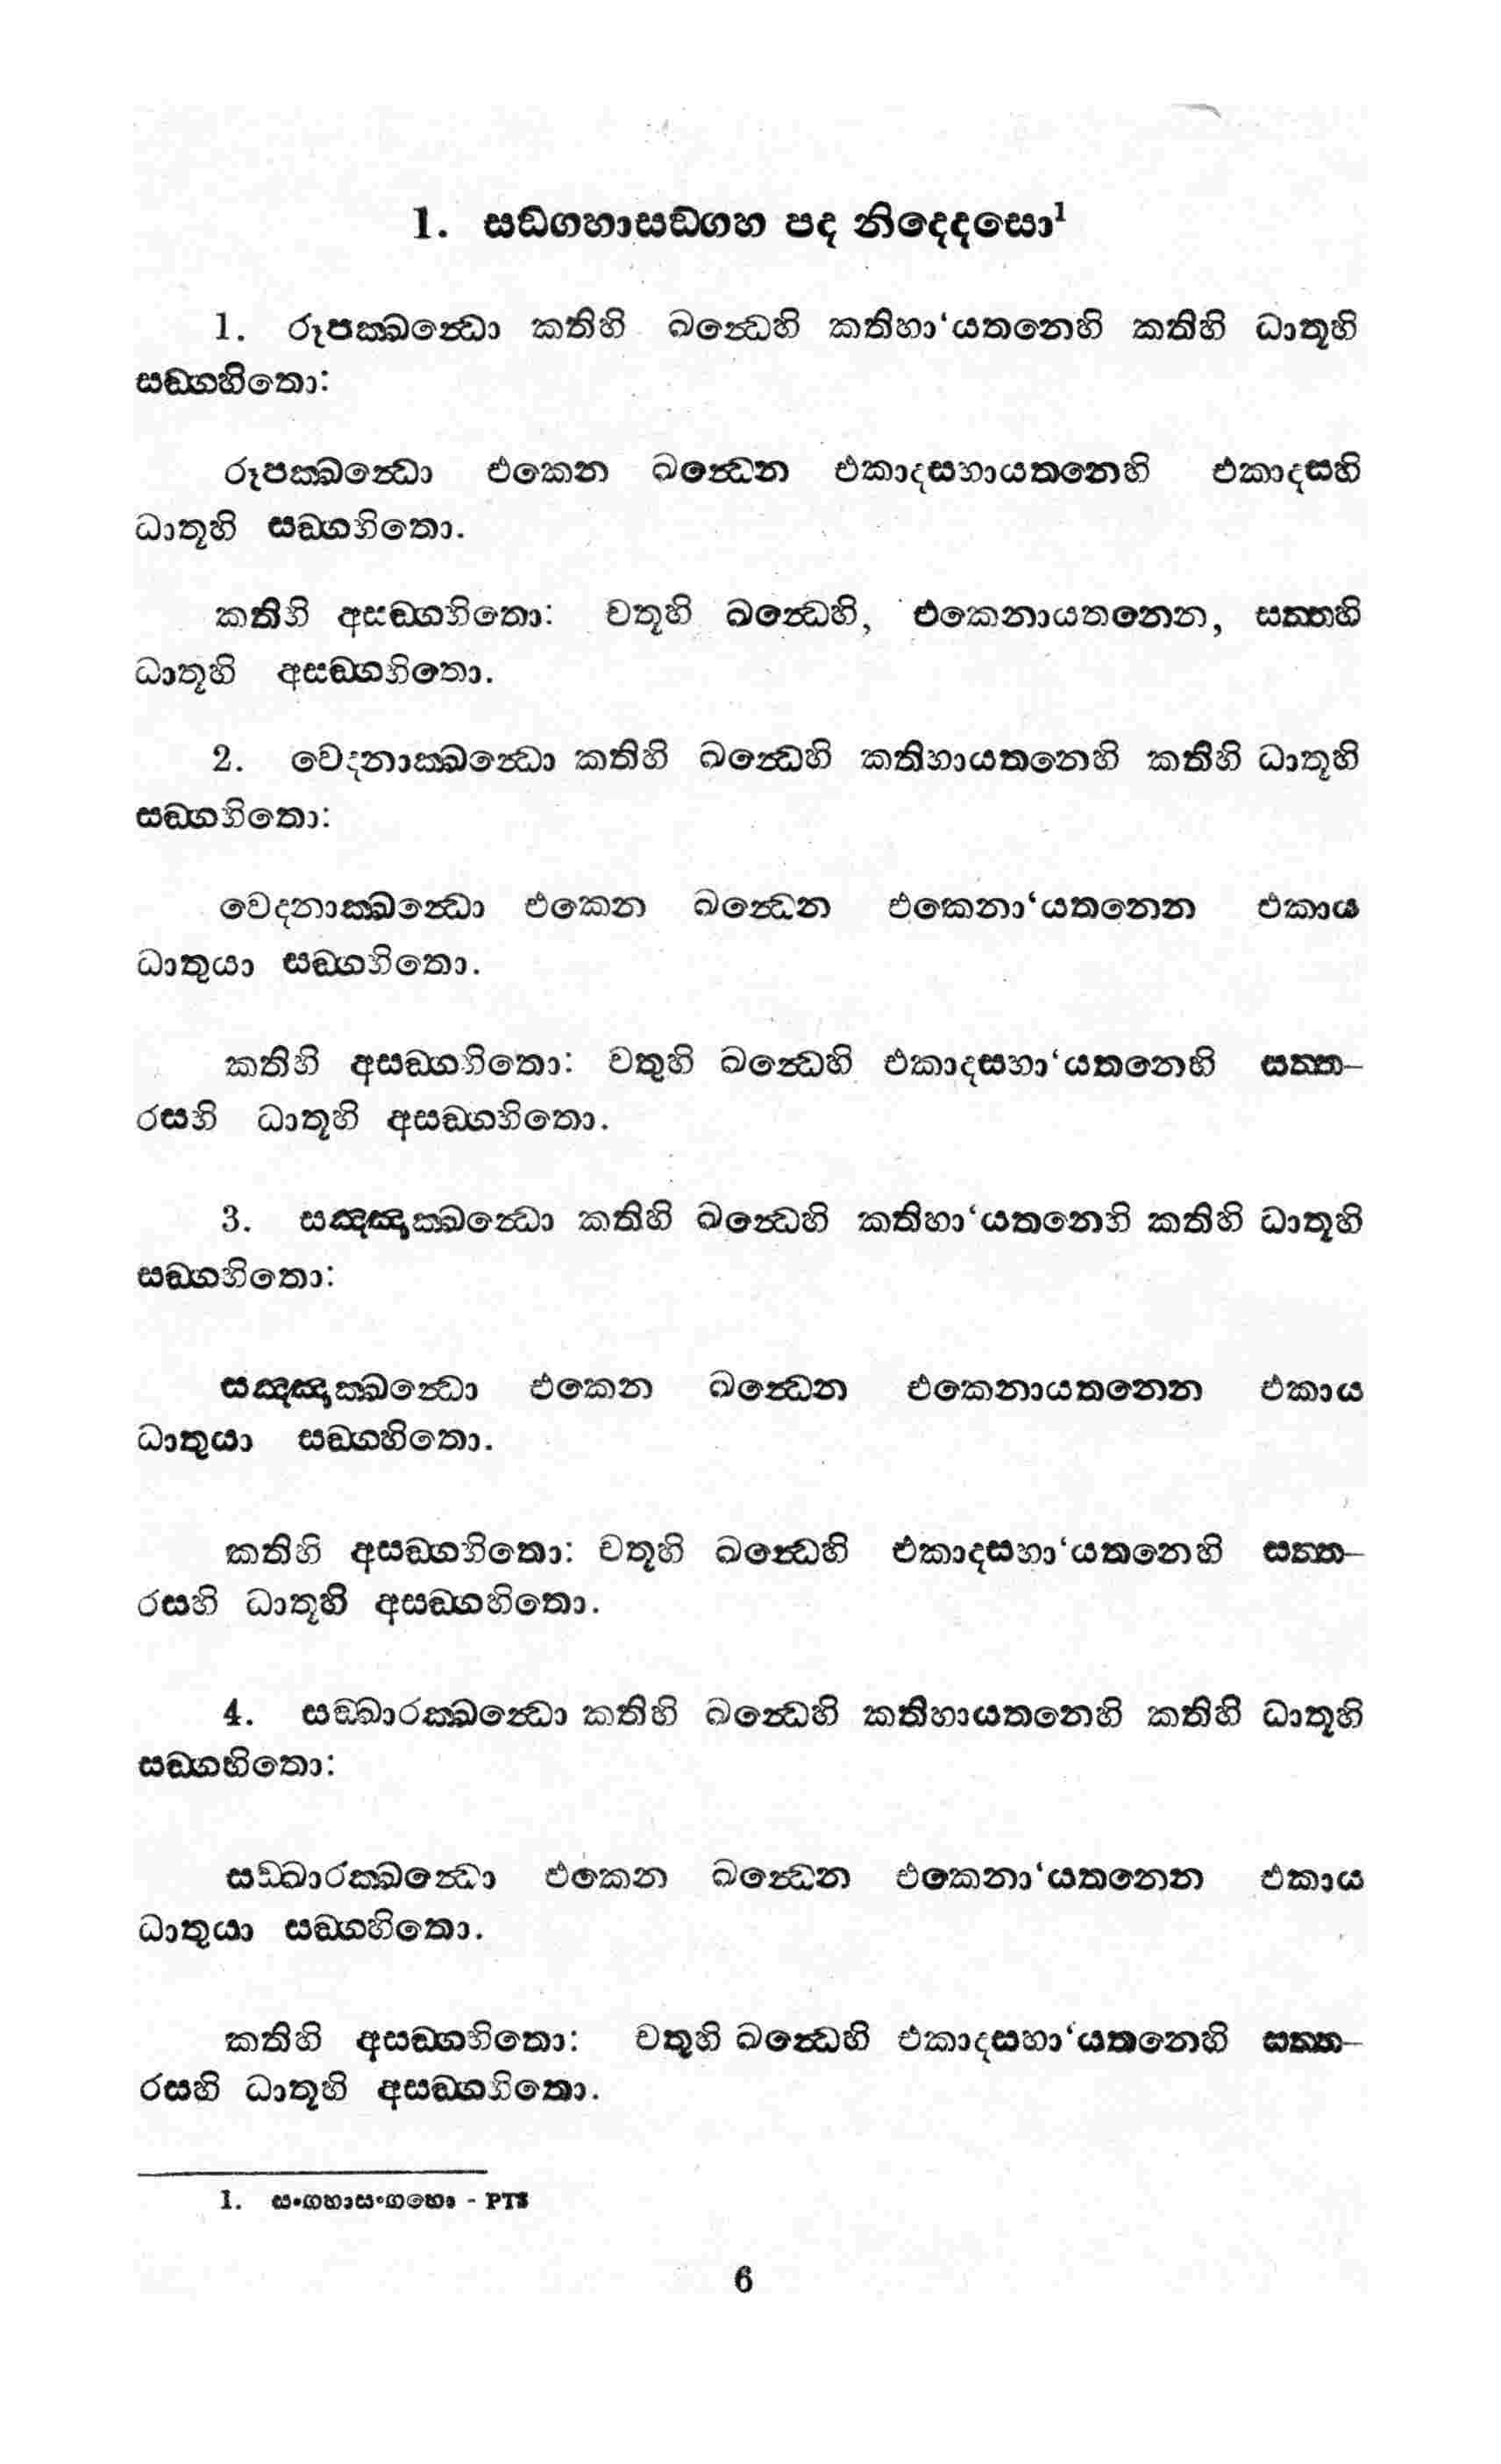 1. සඞ්ගහාසඞ්ගහ පද නිද්දෙසො¹
1. රූපක්ඛන්ධො කතිහි ඛන්ධෙහි කතිහා‘යතනෙහි කතිහි ධාතූහි
සඞ්ගහිතො:
රූපක්ඛන්ධො එකෙන ඛන්ධෙන එකාදසහායතනෙහි එකාදසහි
ධාතූහි සඞ්ගහිතො.
කතිහි අසඞ්ගහිතො: චතූහි ඛන්ධෙහි, එකෙනායතනෙන, සත්තහි
ධාතූහි අසඞ්ගහිතො.
2. වෙදනාක්ඛන්ධො කතිහි ඛන්ධෙහි කතිහායතනෙහි කතිහි ධාතූහි
සඞ්ගහිතො:
වෙදනාක්ඛන්ධො එකෙන ඛන්ධෙන එකෙනා‘යතනෙන එකාය
ධාතුයා සඞ්ගහිතො.
කතිහි අසඞ්ගහිතො: චතුහි ඛන්ධෙහි එකාදසහා‘යතනෙහි සත්ත–
රසහි ධාතූහි අසඞ්ගහිතො.
3. සඤ්ඤාක්ඛන්ධො කතිහි ඛන්ධෙහි කතිහා‘යතනෙහි කතිහි ධාතූහි
සඞ්ගහිතො:
සඤ්ඤාක්ඛන්ධො එකෙන ඛන්ධෙන එකෙනායතනෙන එකාය
ධාතුයා සඞ්ගහිතො.
කතිහි අසඞ්ගහිතො: චතූහි ඛන්ධෙහි එකාදසහා‘යතනෙහි සත්ත–
රසහි ධාතූහි අසඞ්ගහිතො.
4. සඞ්ඛාරක්ඛන්ධො කතිහි ඛන්ධෙහි කතිහායතනෙහි කතිහි ධාතූහි
සඞ්ගහිතො:
සඞ්ඛාරක්ඛන්ධො එකෙන ඛන්ධෙන එකෙනා‘යතනෙන එකාය
ධාතුයා සඞ්ගහිතො.
කතිහි අසඞ්ගහිතො: චතුහි ඛන්ධෙහි එකාදසහා‘යතනෙහි සත්ත–
රසහි ධාතූහි අසඞ්ගහිතො.
1. සංගහාසංගහො - PTS
6